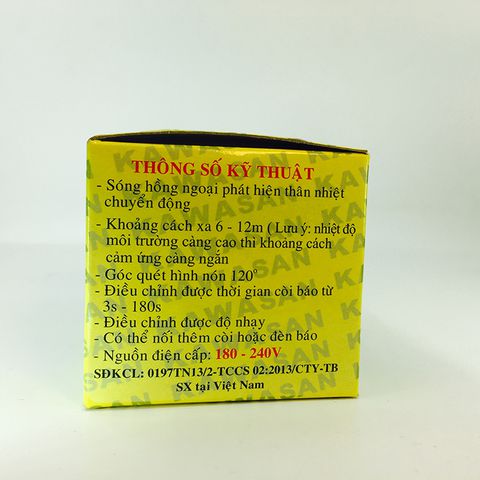 THÔNG SỐ KỸ THUẬT
- Sóng hồng ngoại phát hiện thân nhiệt
chuyển động
- Khoảng cách xa 6 - 12m ( Lưu ý: nhiệt độ
môi trường càng cao thì khoảng cách
cảm ứng càng ngắn
- Góc quét hình nón 120°
- Điều chỉnh được thời gian còi báo từ
3s - 180s
- Điều chỉnh được độ nhạy
- Có thể nối thêm còi hoặc đèn báo
- Nguồn điện cấp: 180 - 240V
SĐKCL: 0197TN13/2-TCCS 02:2013/CTY-TB
SX tại Việt Nam
KAWASAN
KAWASAN
KAWASAN
KAWASAN